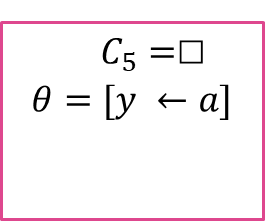 C₅ =□
θ = [y ← a]